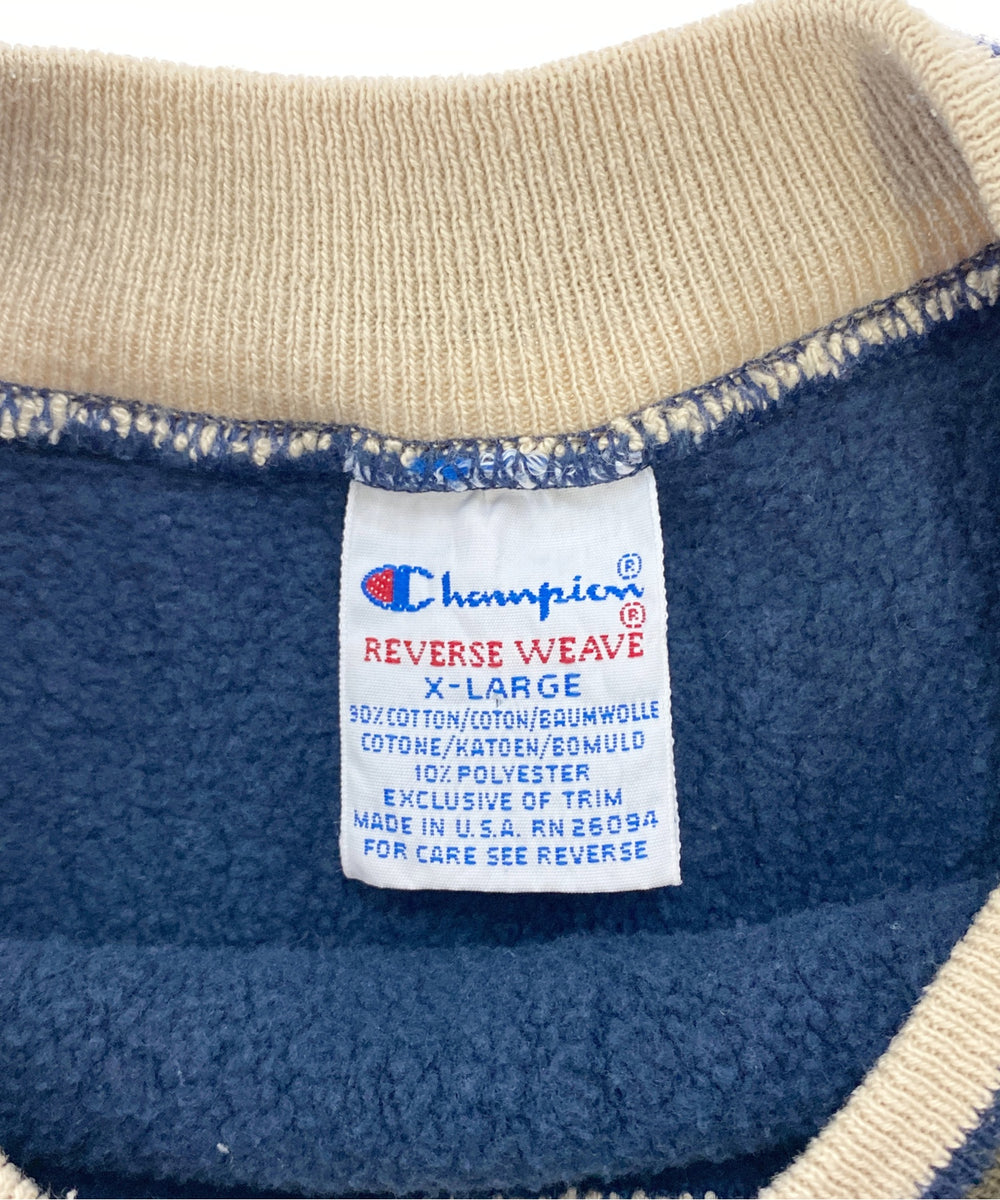 Champion®
REVERSE WEAVE®
X-LARGE
90% COTTON/COTON/BAUMWOLLE
COTONE/KATOEN/BOMULD
10% POLYESTER
EXCLUSIVE OF TRIM
MADE IN U.S.A. RN 26094
FOR CARE SEE REVERSE